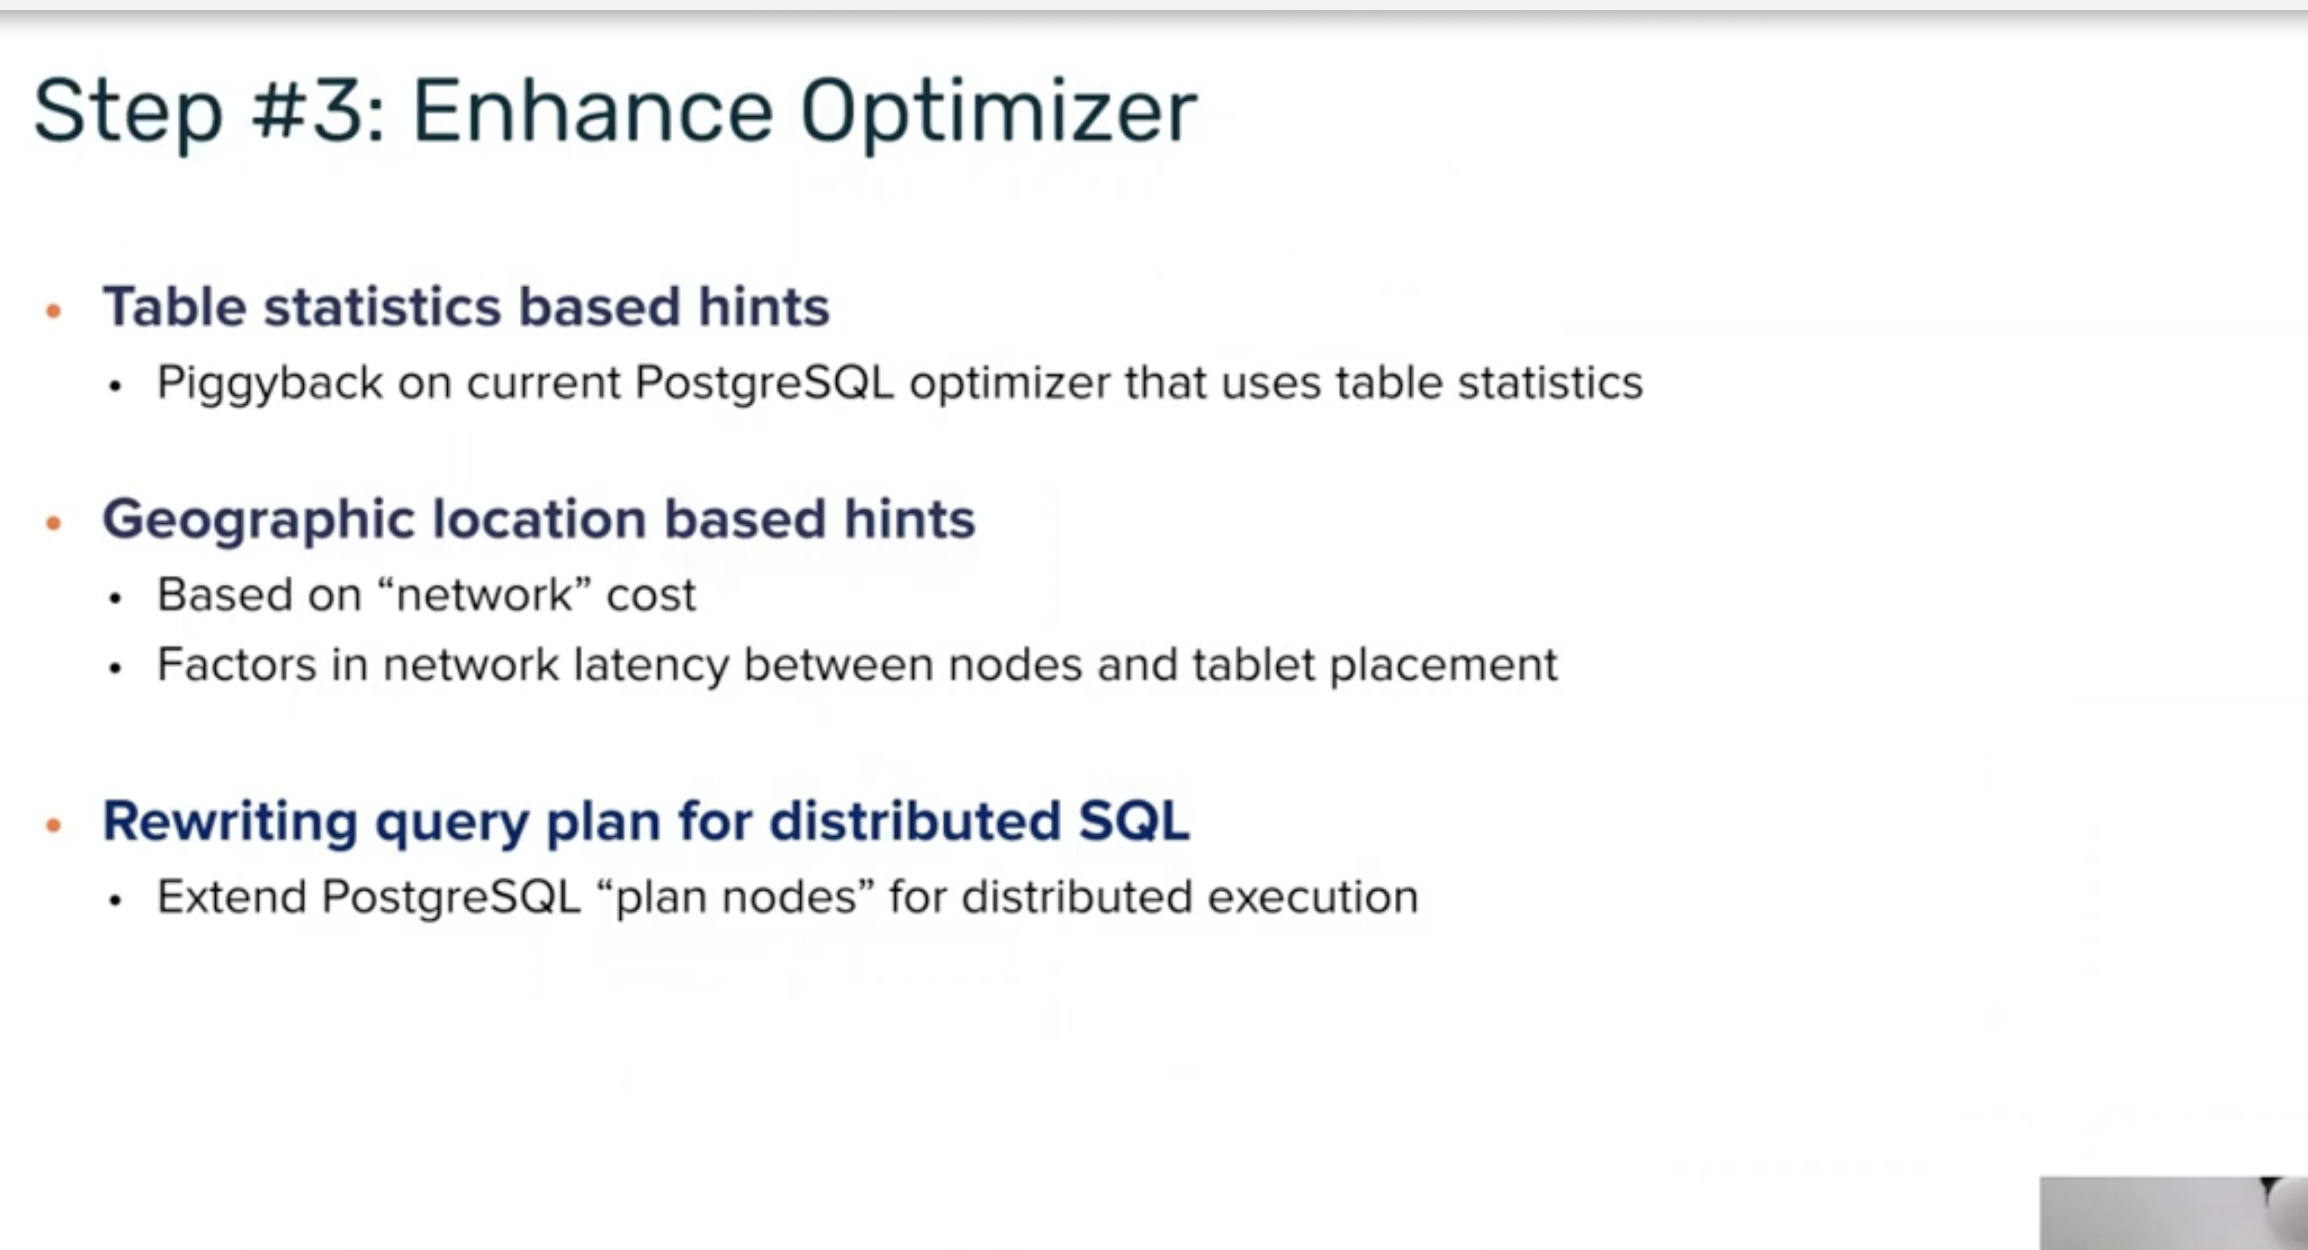 Step #3: Enhance Optimizer
• Table statistics based hints
• Piggyback on current PostgreSQL optimizer that uses table statistics
• Geographic location based hints
• Based on “network” cost
• Factors in network latency between nodes and tablet placement
• Rewriting query plan for distributed SQL
• Extend PostgreSQL “plan nodes” for distributed execution